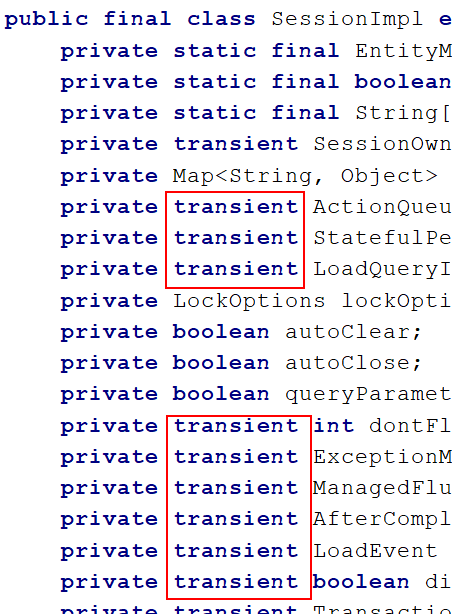 public final class SessionImpl e
private static final EntityM
private static final boolean
private static final String[
private transient SessionOwn
private Map<String, Object>
private transient ActionQueu
private transient StatefulPe
private transient LoadQueryI
private LockOptions lockOpti
private boolean autoClear;
private boolean autoClose;
private boolean queryParamet
private transient int dontFl
private transient ExceptionM
private transient ManagedFlu
private transient AfterCompl
private transient LoadEvent
private transient boolean di
private transient Transactio